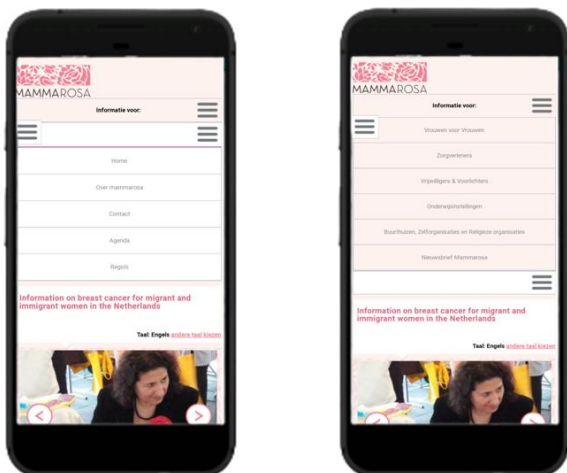 MAMMAROSA
Informatie voor:
Home
Over mammarosa
Contact
Agenda
Regio's
Information on breast cancer for migrant and
immigrant women in the Netherlands
Taal: Engels andere taal kiezen
MAMMAROSA
Informatie voor:
Vrouwen voor Vrouwen
Zorgverleners
Vrijwilligers & Voorlichters
Onderwijsinstellingen
Buurthuizen, Zelforganisaties en Religieze organisaties
Nieuwsbrief Mammarosa
Information on breast cancer for migrant and
immigrant women in the Netherlands
Taal: Engels andere taal kiezen